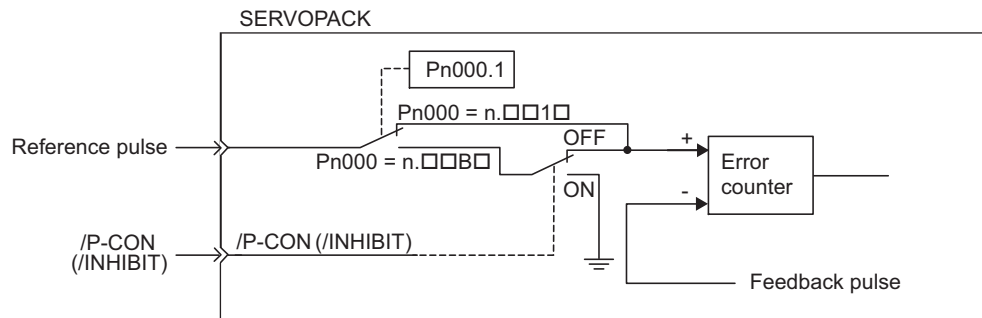 SERVOPACK
Pn000.1
Pn000 = n.□□1□
Reference pulse
OFF
+
Pn000 = n.□□B□
Error
counter
ON
-
/P-CON
(/INHIBIT)
/P-CON (/INHIBIT)
Feedback pulse